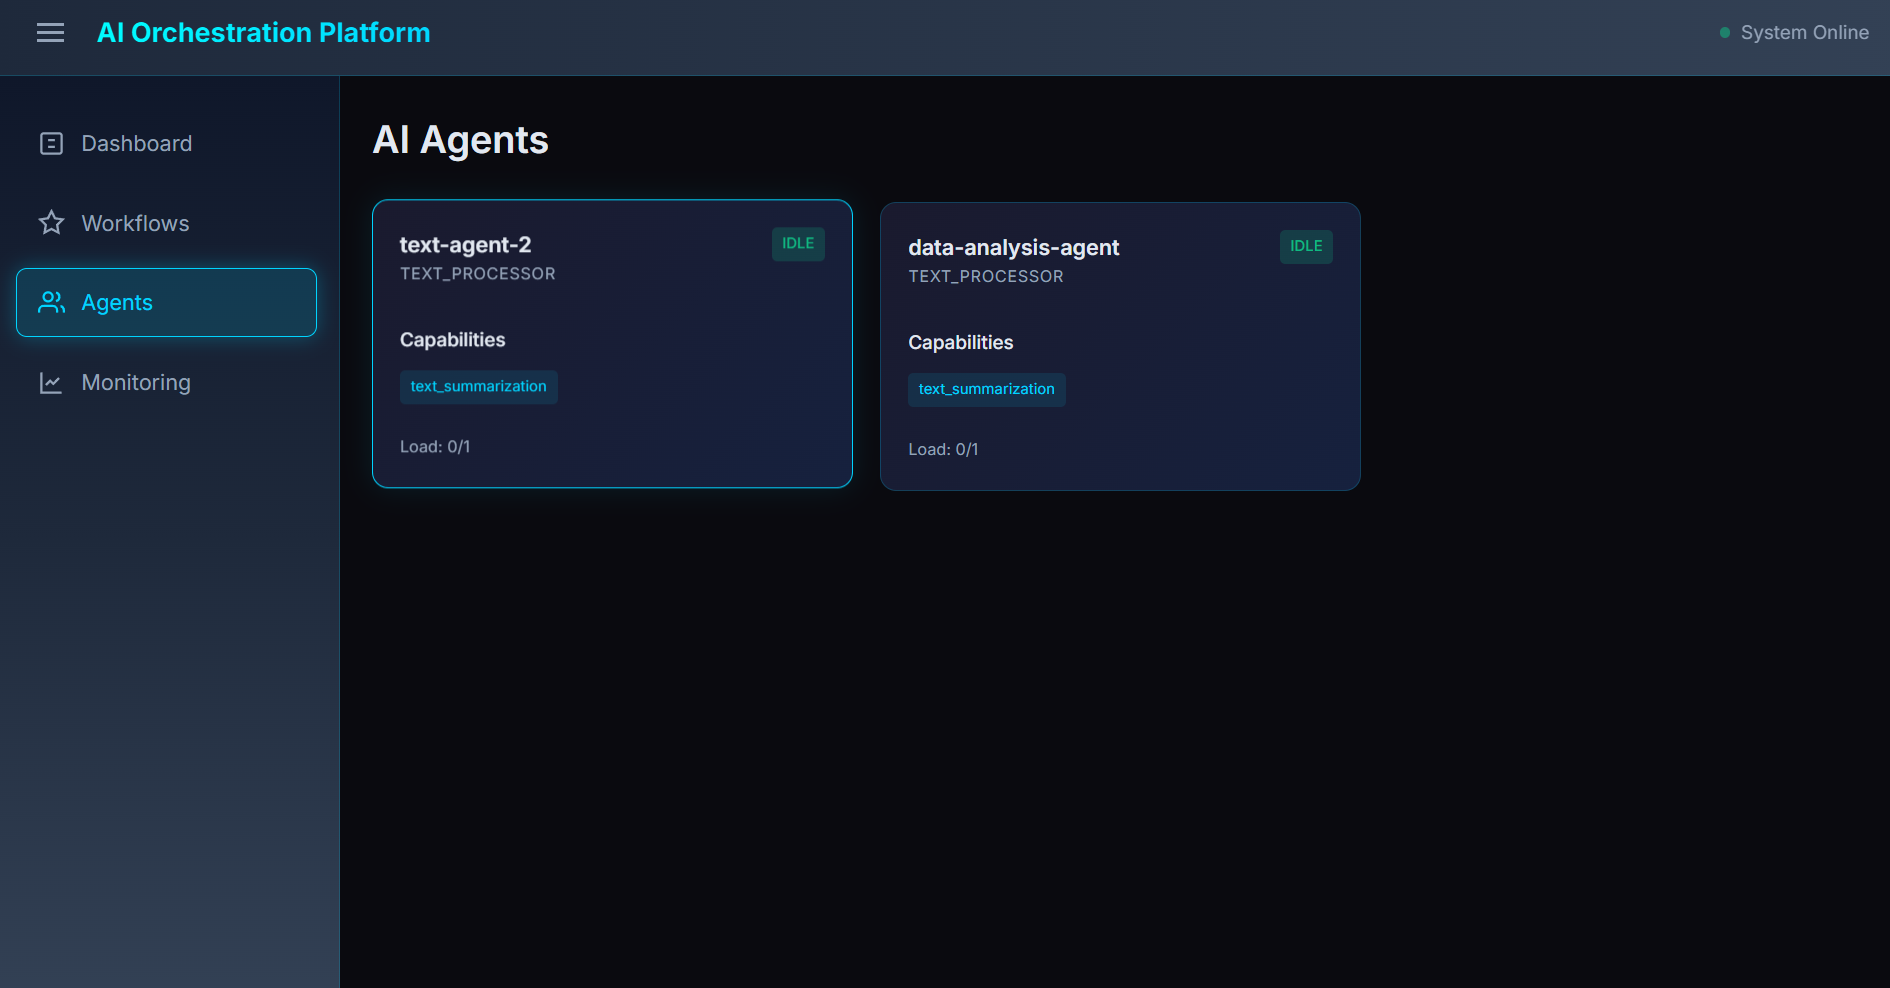 AI Orchestration Platform
System Online
Dashboard
Workflows
Agents
Monitoring
AI Agents
text-agent-2
IDLE
TEXT_PROCESSOR
Capabilities
text_summarization
Load: 0/1
data-analysis-agent
IDLE
TEXT_PROCESSOR
Capabilities
text_summarization
Load: 0/1